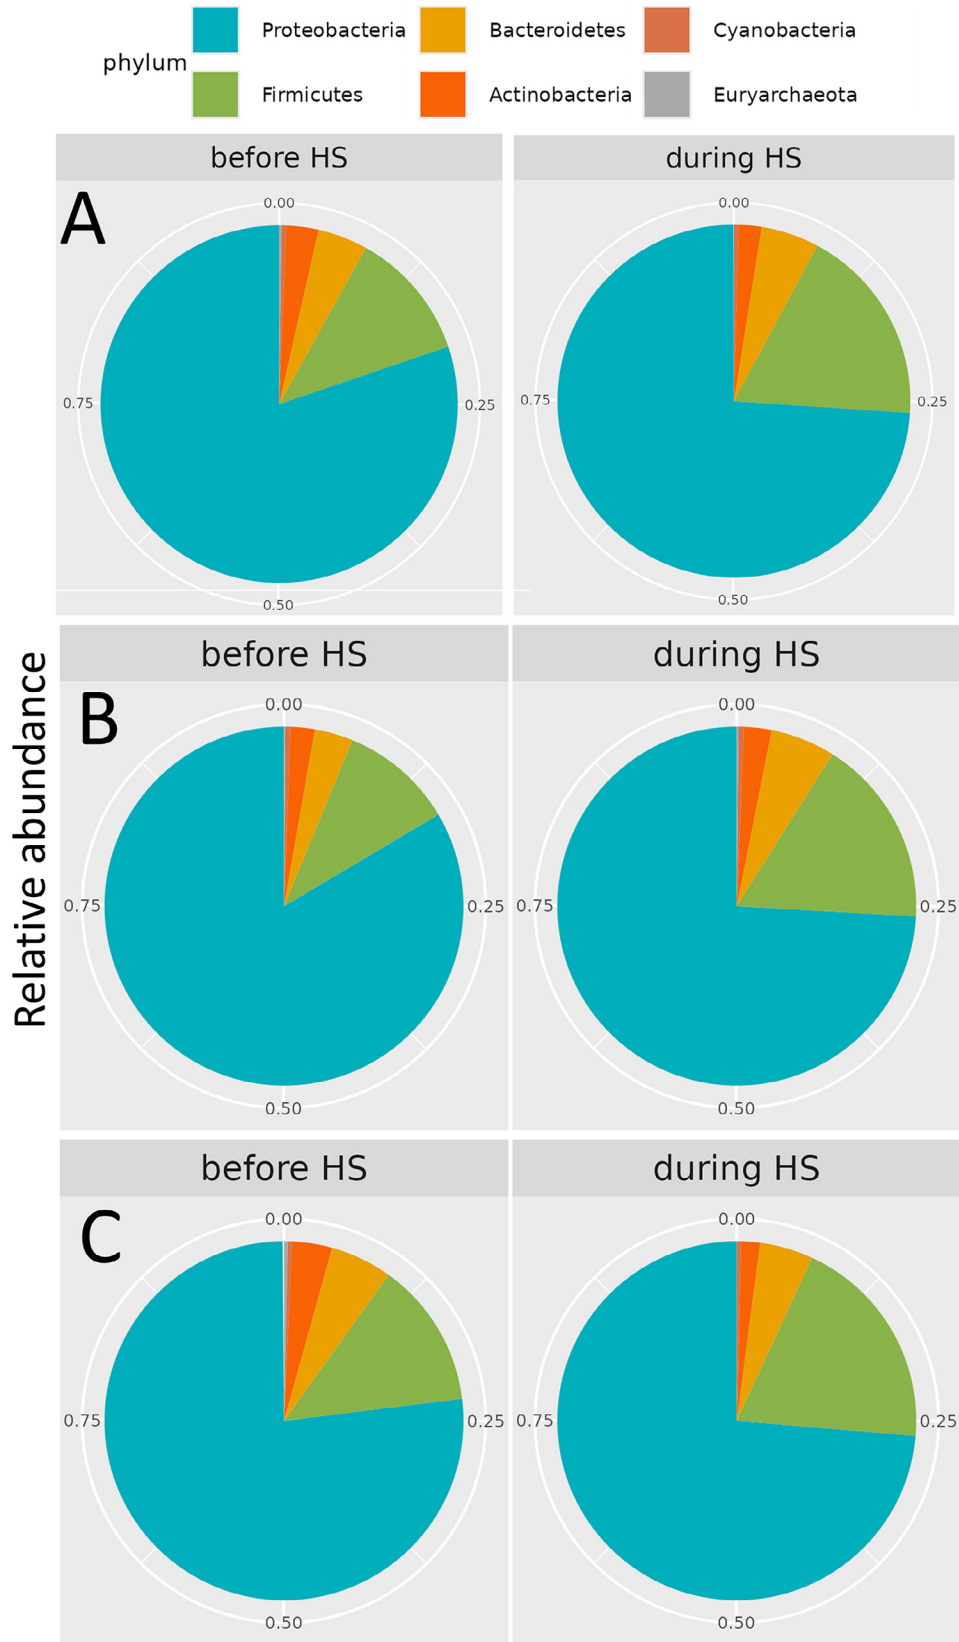 phylum
Proteobacteria
Bacteroidetes
Cyanobacteria
Firmicutes
Actinobacteria
Euryarchaeota
before HS
during HS
A
0.00
0.00
0.75
0.25
0.75
0.25
0.50
0.50
Relative abundance
before HS
during HS
B
0.00
0.00
0.75
0.25
0.75
0.25
0.50
0.50
before HS
during HS
C
0.00
0.00
0.75
0.25
0.75
0.25
0.50
0.50